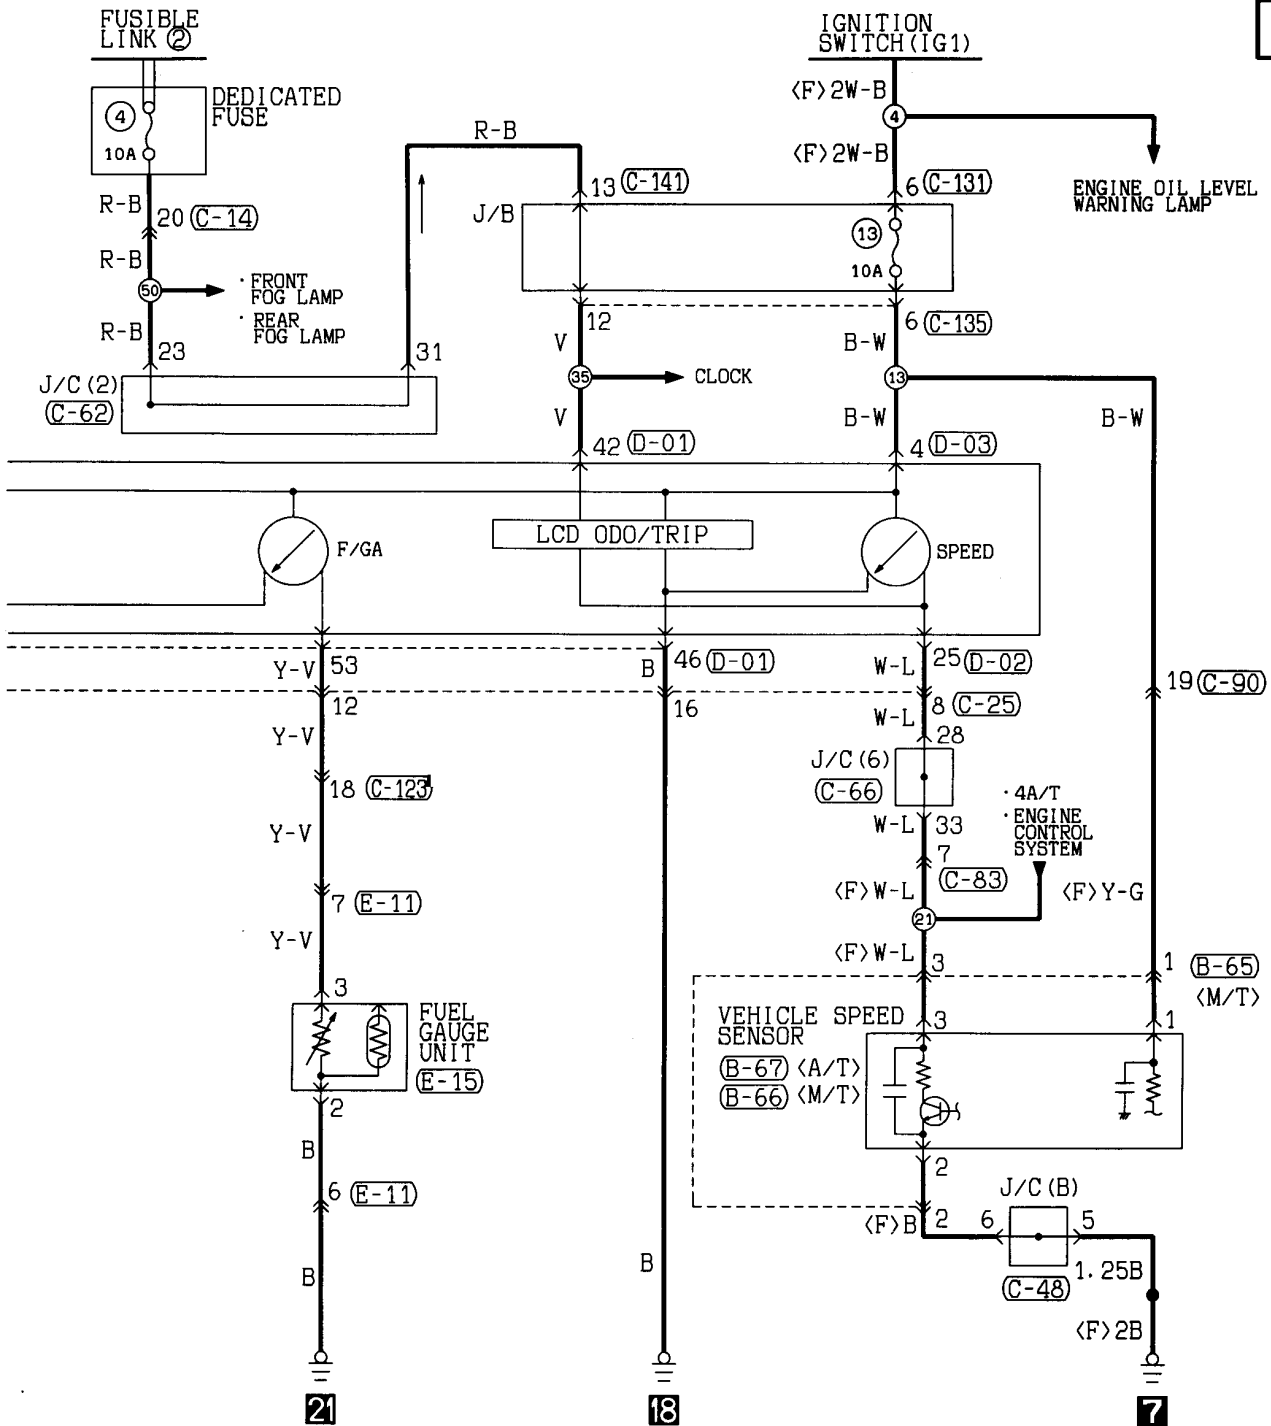 FUSIBLE
LINK ②
IGNITION
SWITCH(IG1)
DEDICATED
FUSE
4
10A
<F>2W-B
4
<F>2W-B
R-B
R-B
20 (C-14)
R-B
50
· FRONT
FOG LAMP
· REAR
FOG LAMP
R-B
23
31
J/C(2)
(C-62)
13 (C-141)
6 (C-131)
ENGINE OIL LEVEL
WARNING LAMP
J/B
13
10A
12
6 (C-135)
V
B-W
35
CLOCK
13
V
B-W
B-W
42 (D-01)
4 (D-03)
F/GA
LCD ODO/TRIP
SPEED
Y-V
53
B
46 (D-01)
W-L
25 (D-02)
19 (C-90)
12
16
8 (C-25)
Y-V
W-L
28
J/C(6)
(C-66)
18 (C-123)
· 4A/T
· ENGINE
CONTROL
SYSTEM
Y-V
W-L
33
7
(C-83)
7 (E-11)
<F>W-L
<F>Y-G
21
Y-V
<F>W-L
3
1
(B-65)
<M/T>
3
FUEL
GAUGE
UNIT
(E-15)
VEHICLE SPEED
SENSOR
3
1
(B-67) <A/T>
(B-66) <M/T>
2
B
2
6 (E-11)
J/C(B)
<F>B
2
6
5
B
B
1.25B
(C-48)
<F>2B
21
18
7